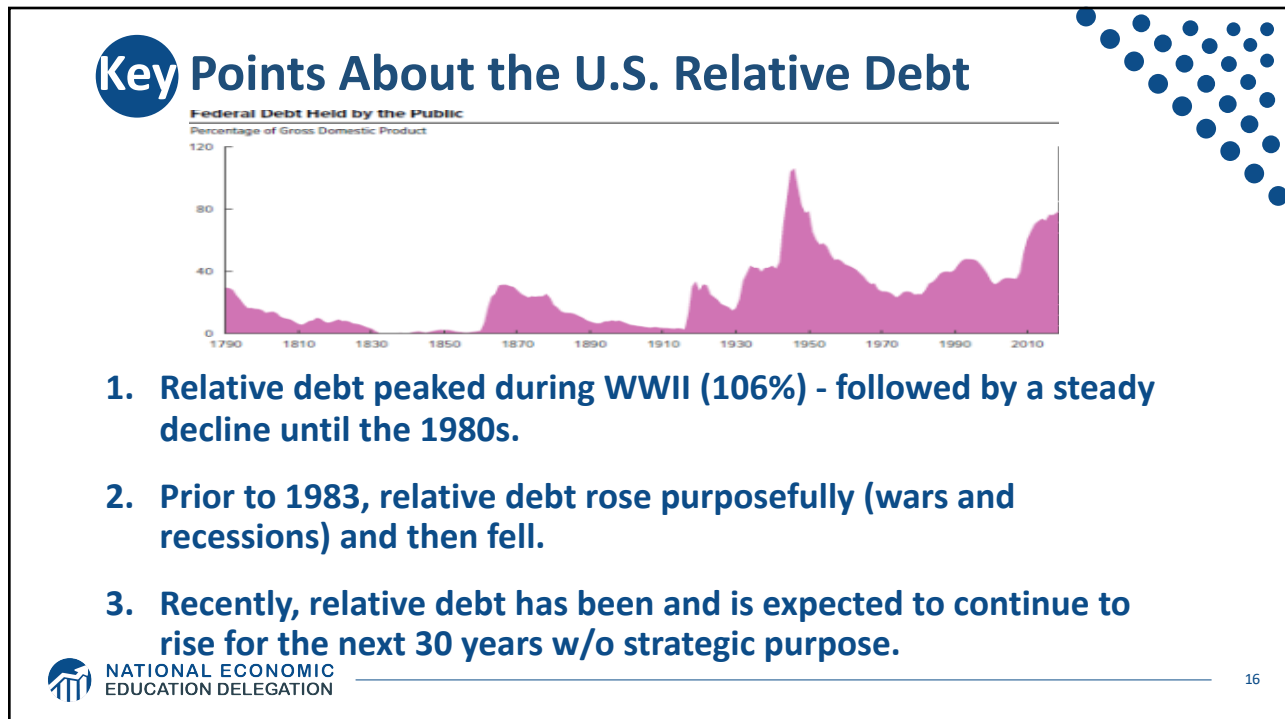 Key Points About the U.S. Relative Debt
Federal Debt Held by the Public
Percentage of Gross Domestic Product
120
80
40
0
1790 1810 1830 1850 1870 1890 1910 1930 1950 1970 1990 2010
1. Relative debt peaked during WWII (106%) - followed by a steady
decline until the 1980s.
2. Prior to 1983, relative debt rose purposefully (wars and
recessions) and then fell.
3. Recently, relative debt has been and is expected to continue to
rise for the next 30 years w/o strategic purpose.
NATIONAL ECONOMIC
EDUCATION DELEGATION
16